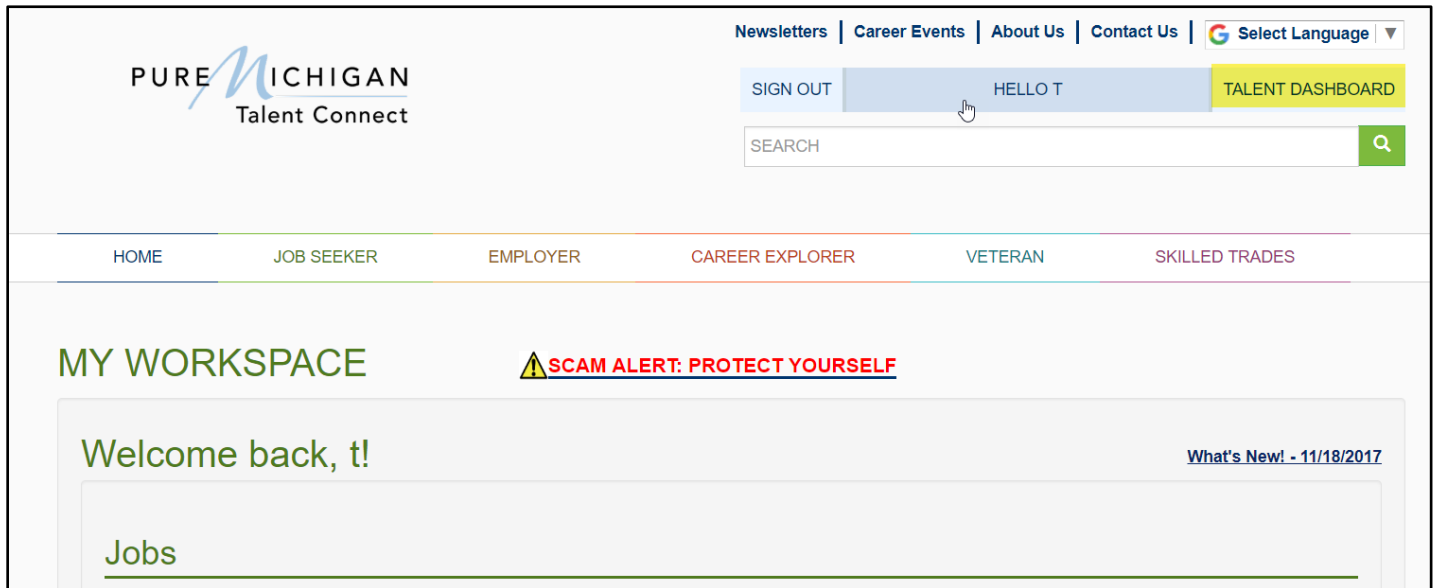 Newsletters | Career Events | About Us | Contact Us | Select Language ▼
PURE MICHIGAN
Talent Connect
SIGN OUT HELLO T TALENT DASHBOARD
SEARCH
HOME JOB SEEKER EMPLOYER CAREER EXPLORER VETERAN SKILLED TRADES
MY WORKSPACE SCAM ALERT: PROTECT YOURSELF
Welcome back, t! What's New! - 11/18/2017
Jobs